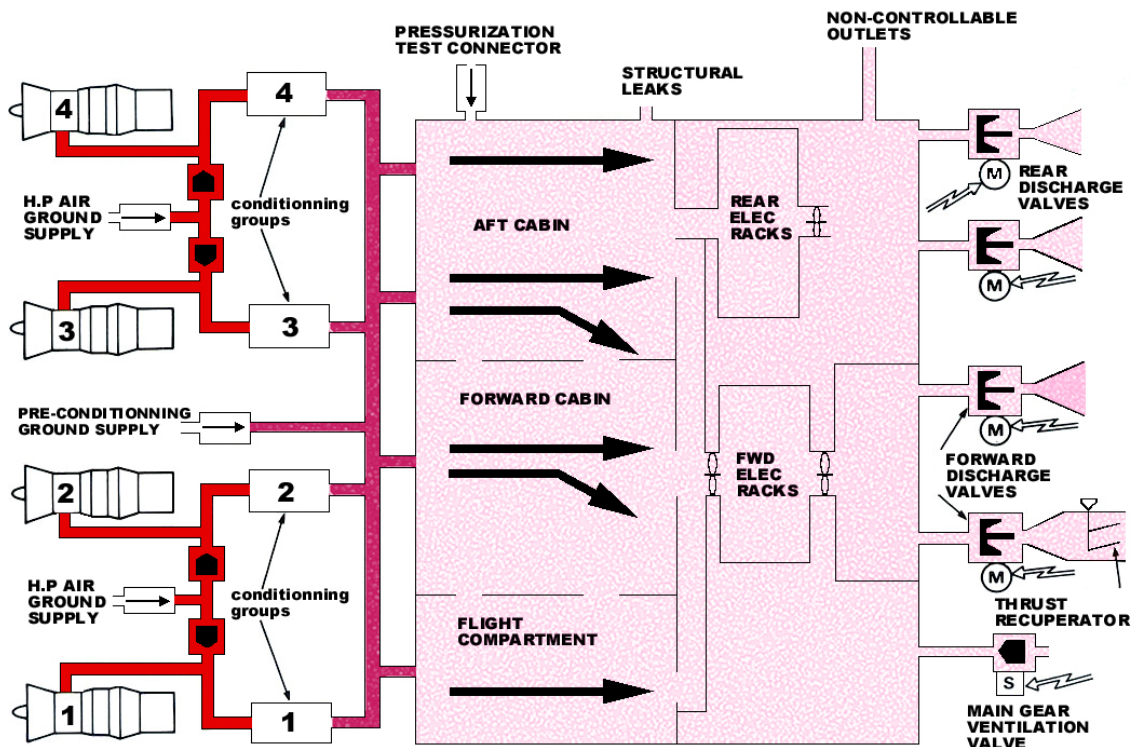 PRESSURIZATION
TEST CONNECTOR
NON-CONTROLLABLE
OUTLETS
STRUCTURAL
LEAKS
4
4
H.P AIR
GROUND
SUPPLY
conditionning
groups
3
3
AFT CABIN
REAR
ELEC
RACKS
M
REAR
DISCHARGE
VALVES
M
PRE-CONDITIONNING
GROUND SUPPLY
FORWARD CABIN
M
FORWARD
DISCHARGE
VALVES
2
2
FWD
ELEC
RACKS
H.P AIR
GROUND
SUPPLY
conditionning
groups
M
THRUST
RECUPERATOR
FLIGHT
COMPARTMENT
1
1
S
MAIN GEAR
VENTILATION
VALVE